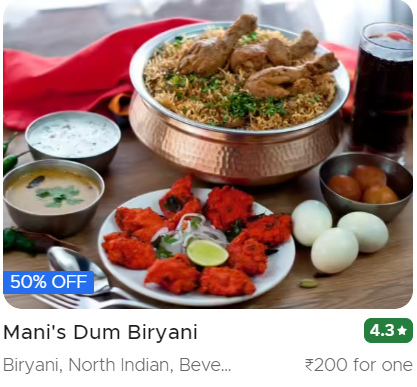 50% OFF
Mani's Dum Biryani
4.3★
Biryani, North Indian, Beve...
₹200 for one